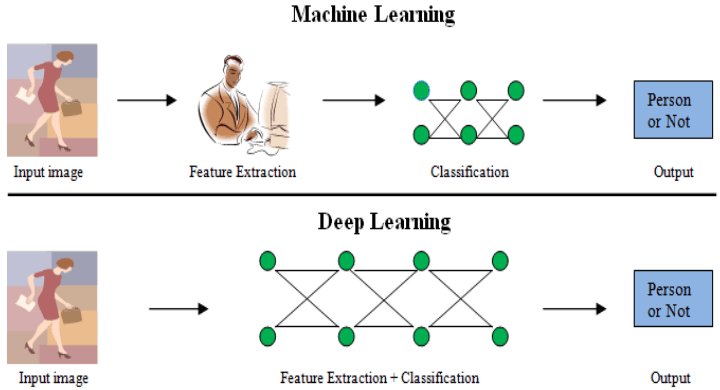 Machine Learning
Person
or Not
Input image
Feature Extraction
Classification
Output
Deep Learning
Person
or Not
Input image
Feature Extraction + Classification
Output